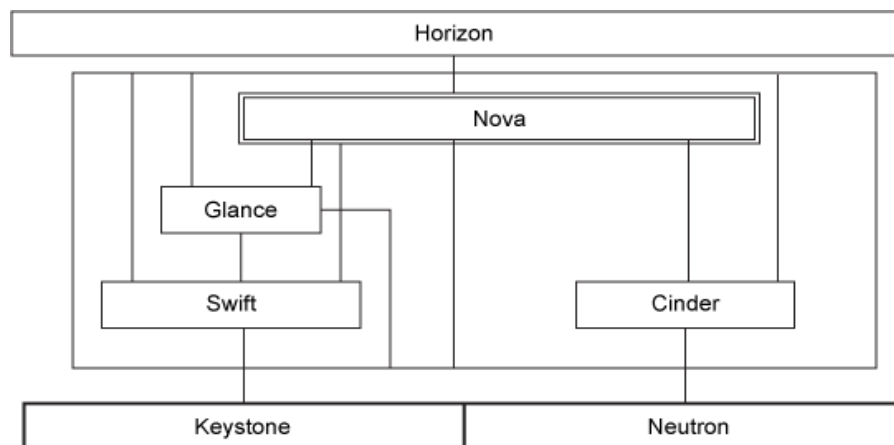 Horizon
Nova
Glance
Swift
Cinder
Keystone
Neutron